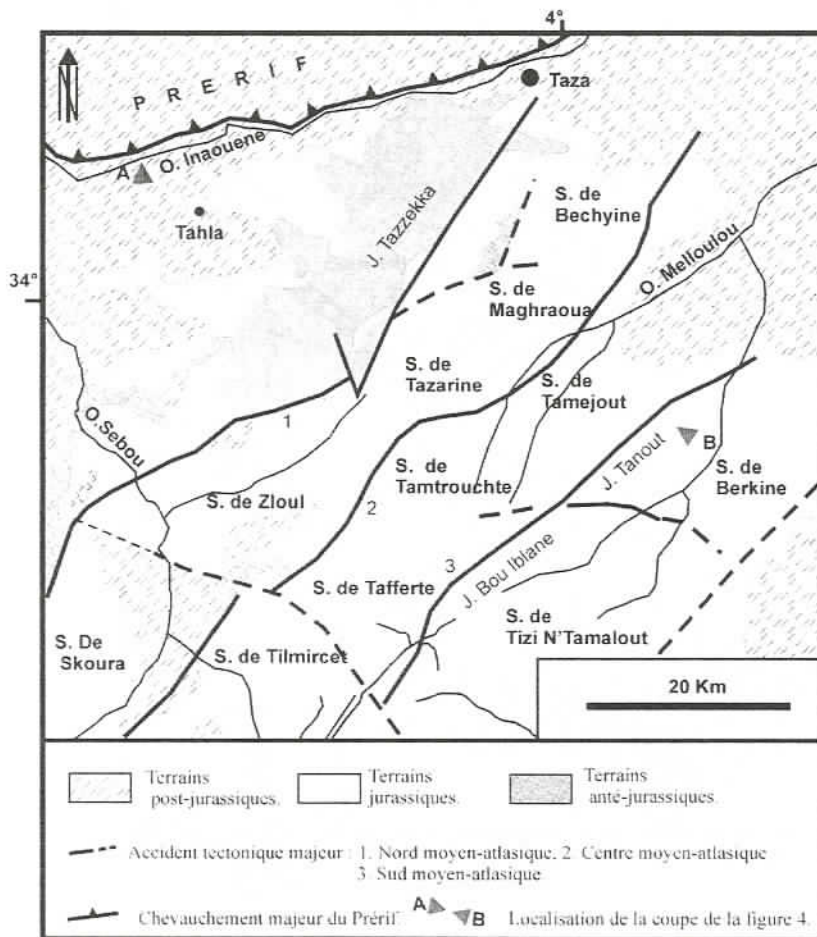 4°
PRERIF
Taza
A
O. Inaouene
Tahla
J. Tazzekka
S. de
Bechyine
O. Melloulou
34°
S. de
Maghraoua
S. de
Tazarine
S. de
Tamejout
1
O.Sebou
J. Tanout
B
S. de
Tamtrouchte
S. de
Berkine
S. de Zloul
2
3
J. Bou Iblane
S. de Tafferte
S. De
Skoura
S. de
Tizi N'Tamalout
S. de Tilmircet
20 Km
Terrains
post-jurassiques.
Terrains
jurassiques.
Terrains
anté-jurassiques.
Accident tectonique majeur : 1. Nord moyen-atlasique. 2 Centre moyen-atlasique
3 Sud moyen-atlasique
Chevauchement majeur du Prérif
A
B
Localisation de la coupe de la figure 4.